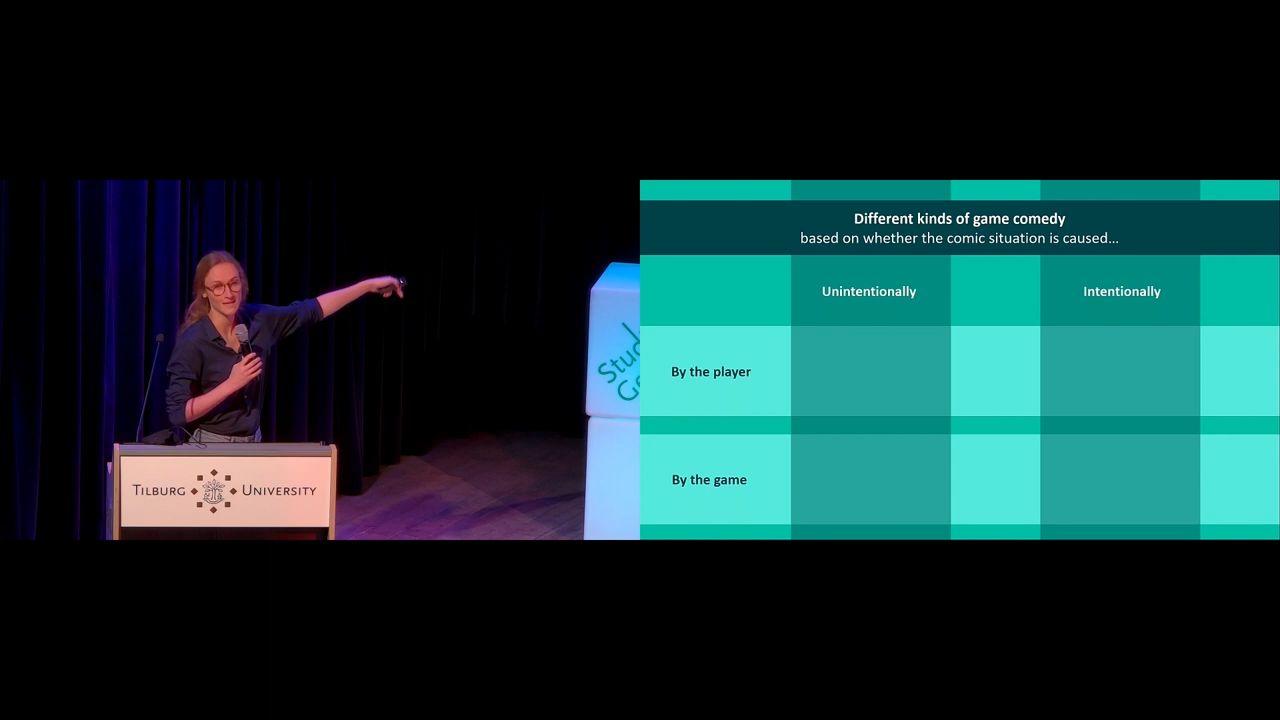 TILBURG UNIVERSITY
Different kinds of game comedy
based on whether the comic situation is caused...
Unintentionally
Intentionally
By the player
By the game